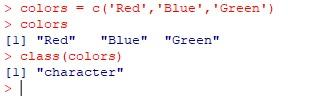 > colors = c('Red','Blue','Green')
> colors
[1] "Red"   "Blue"  "Green"
> class(colors)
[1] "character"
> |